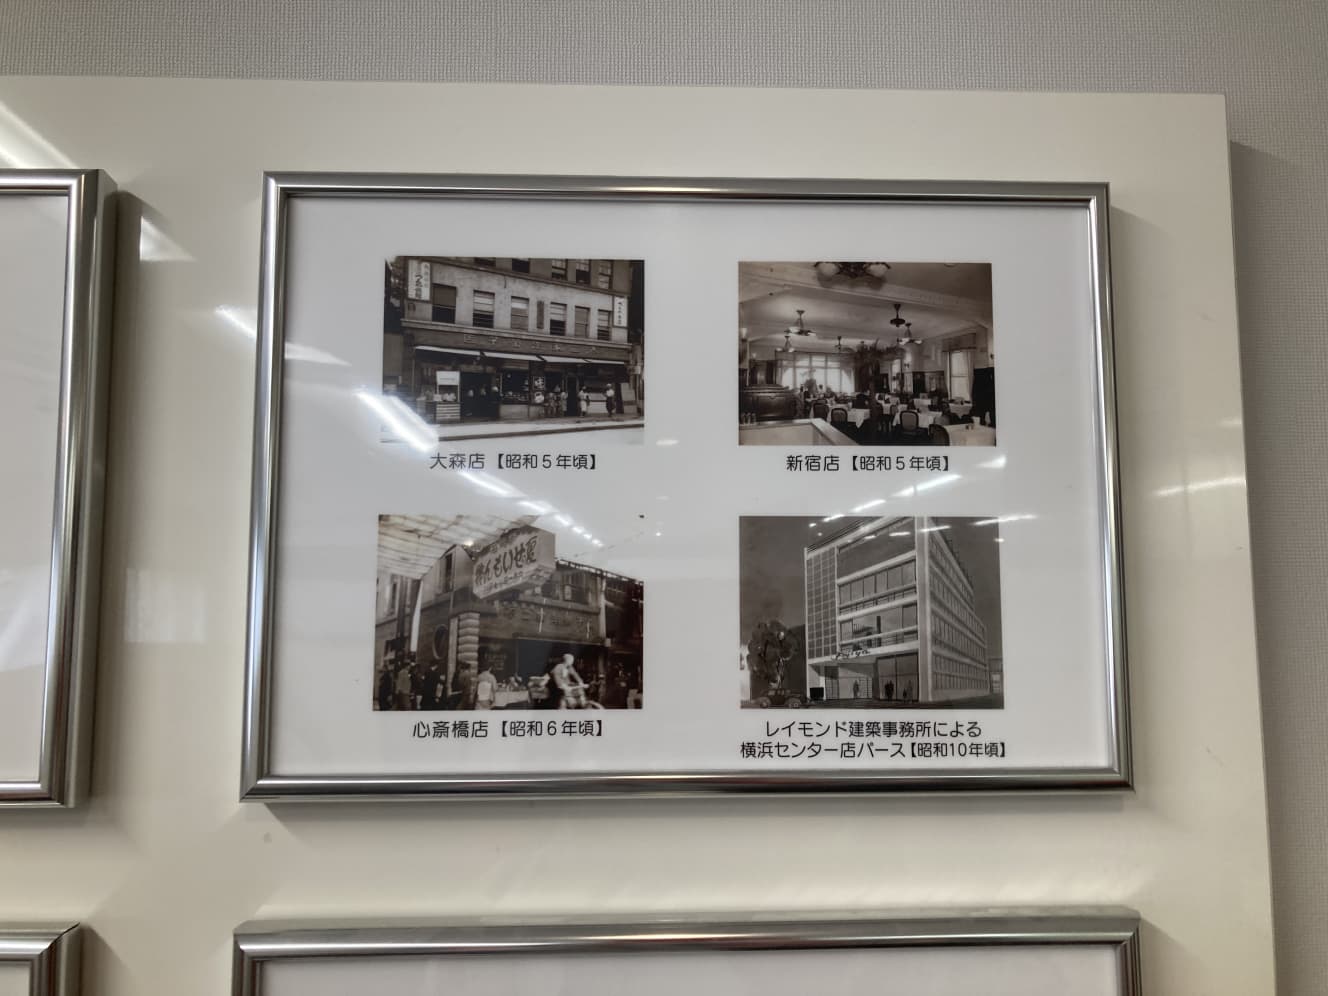 大森店【昭和５年頃】
新宿店【昭和５年頃】
心斎橋店【昭和６年頃】
レイモンド建築事務所による
横浜センター店パース【昭和10年頃】